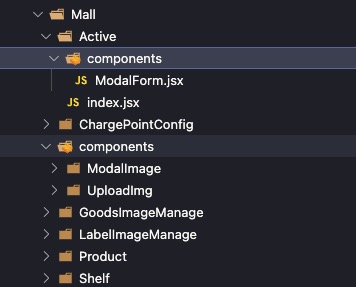 Mall
Active
components
JS ModalForm.jsx
JS index.jsx
ChargePointConfig
components
ModalImage
UploadImg
GoodsImageManage
LabelImageManage
Product
Shelf